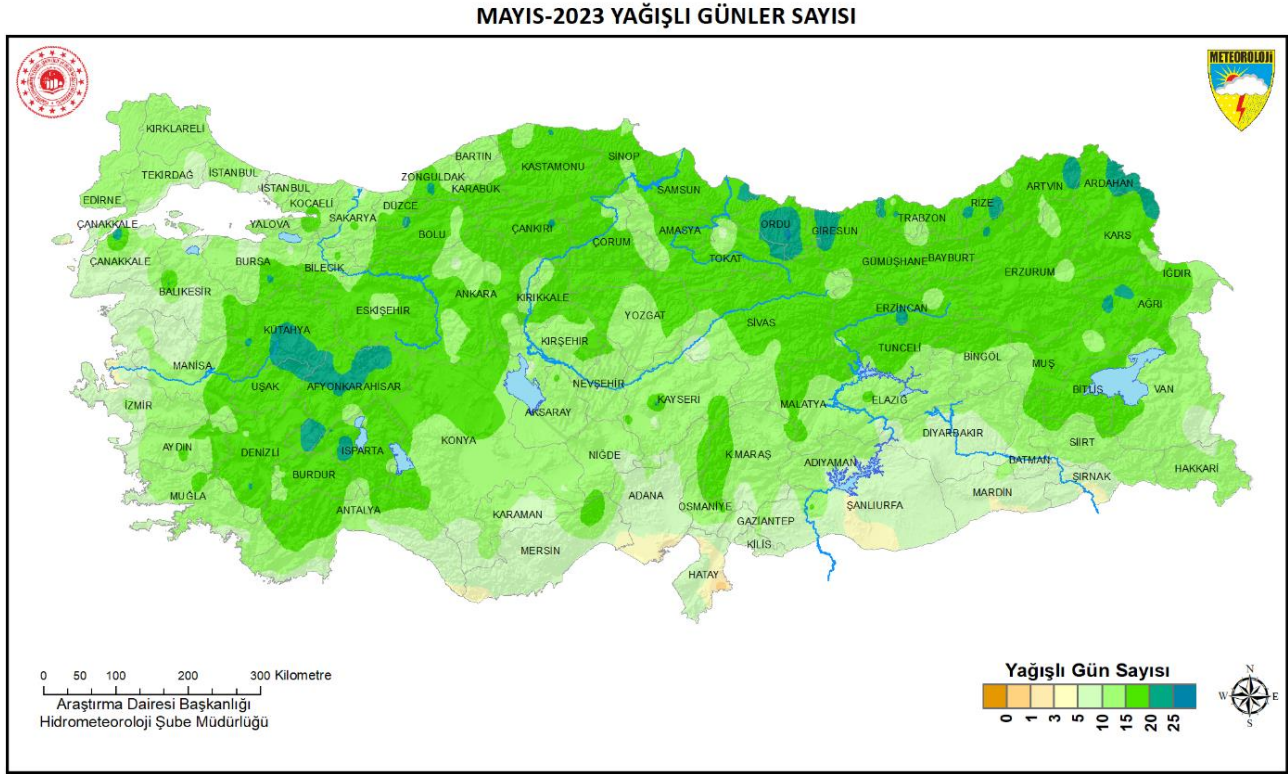 MAYIS-2023 YAĞIŞLI GÜNLER SAYISI
METEOROLOJİ
KIRKLARELİ
TEKİRDAĞ
İSTANBUL
EDİRNE
İSTANBUL
KOCAELİ
ÇANAKKALE
YALOVA
SAKARYA
DÜZCE
ZONGULDAK
BARTIN
KARABÜK
KASTAMONU
SİNOP
SAMSUN
ORDU
GİRESUN
TRABZON
RİZE
ARTVİN
ARDAHAN
KARS
ÇANAKKALE
BURSA
BİLECİK
BOLU
ÇANKIRI
ÇORUM
AMASYA
TOKAT
GÜMÜŞHANE
BAYBURT
ERZURUM
IĞDIR
BALIKESİR
KÜTAHYA
ESKİŞEHİR
ANKARA
KIRIKKALE
YOZGAT
SİVAS
ERZİNCAN
AĞRI
MANİSA
UŞAK
AFYONKARAHİSAR
KIRŞEHİR
NEVŞEHİR
KAYSERİ
TUNCELİ
BİNGÖL
MUŞ
BİTLİS
VAN
İZMİR
AKSARAY
MALATYA
ELAZIĞ
AYDIN
DENİZLİ
ISPARTA
BURDUR
KONYA
NİĞDE
K.MARAŞ
ADIYAMAN
DİYARBAKIR
SİİRT
BATMAN
ŞIRNAK
HAKKARİ
MUĞLA
ANTALYA
KARAMAN
MERSİN
ADANA
OSMANİYE
GAZİANTEP
KİLİS
HATAY
ŞANLIURFA
MARDİN
0 50 100 200 300 Kilometre
Araştırma Dairesi Başkanlığı
Hidrometeoroloji Şube Müdürlüğü
Yağışlı Gün Sayısı
0 1 3 5 10 15 20 25
N
W E
S